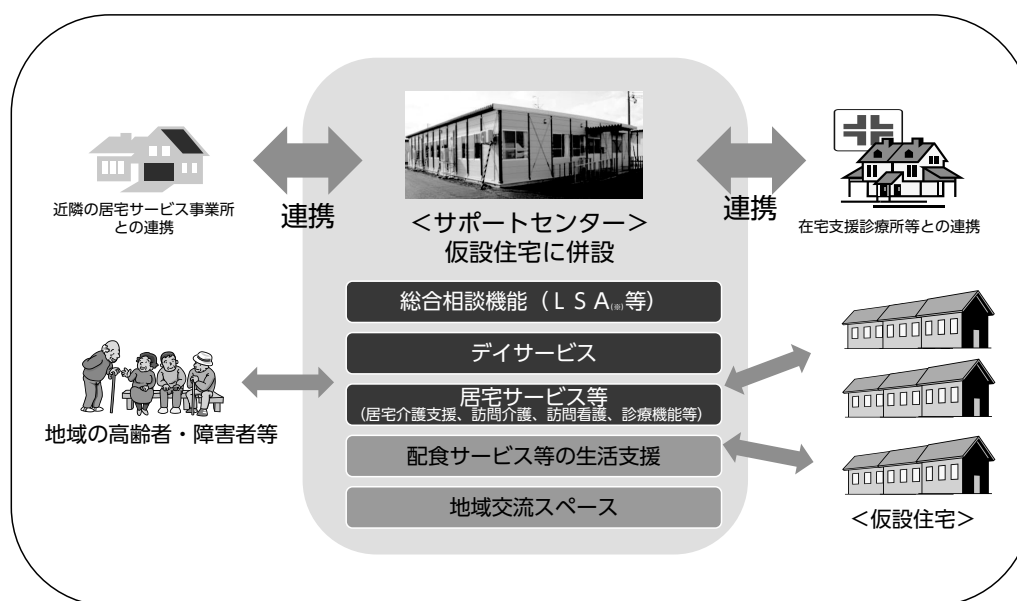 近隣の居宅サービス事業所
との連携
連携
<サポートセンター>
仮設住宅に併設
連携
在宅支援診療所等との連携
総合相談機能(LSA(※)等)
デイサービス
居宅サービス等
(居宅介護支援、訪問介護、訪問看護、診療機能等)
配食サービス等の生活支援
地域交流スペース
地域の高齢者・障害者等
<仮設住宅>